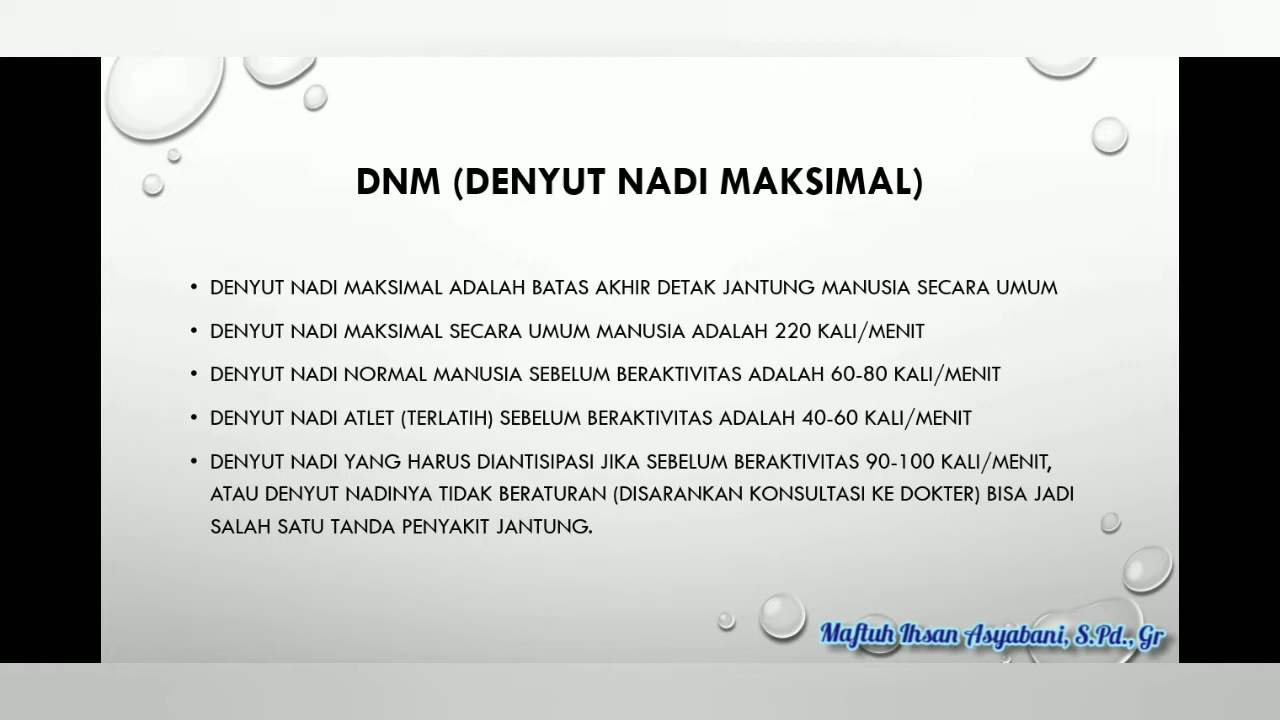 DNM (DENYUT NADI MAKSIMAL)
• DENYUT NADI MAKSIMAL ADALAH BATAS AKHIR DETAK JANTUNG MANUSIA SECARA UMUM
• DENYUT NADI MAKSIMAL SECARA UMUM MANUSIA ADALAH 220 KALI/MENIT
• DENYUT NADI NORMAL MANUSIA SEBELUM BERAKTIVITAS ADALAH 60-80 KALI/MENIT
• DENYUT NADI ATLET (TERLATIH) SEBELUM BERAKTIVITAS ADALAH 40-60 KALI/MENIT
• DENYUT NADI YANG HARUS DIANTISIPASI JIKA SEBELUM BERAKTIVITAS 90-100 KALI/MENIT,
ATAU DENYUT NADINYA TIDAK BERATURAN (DISARANKAN KONSULTASI KE DOKTER) BISA JADI
SALAH SATU TANDA PENYAKIT JANTUNG.
Maftuh Ihsan Asyabani, S.Pd., Gr